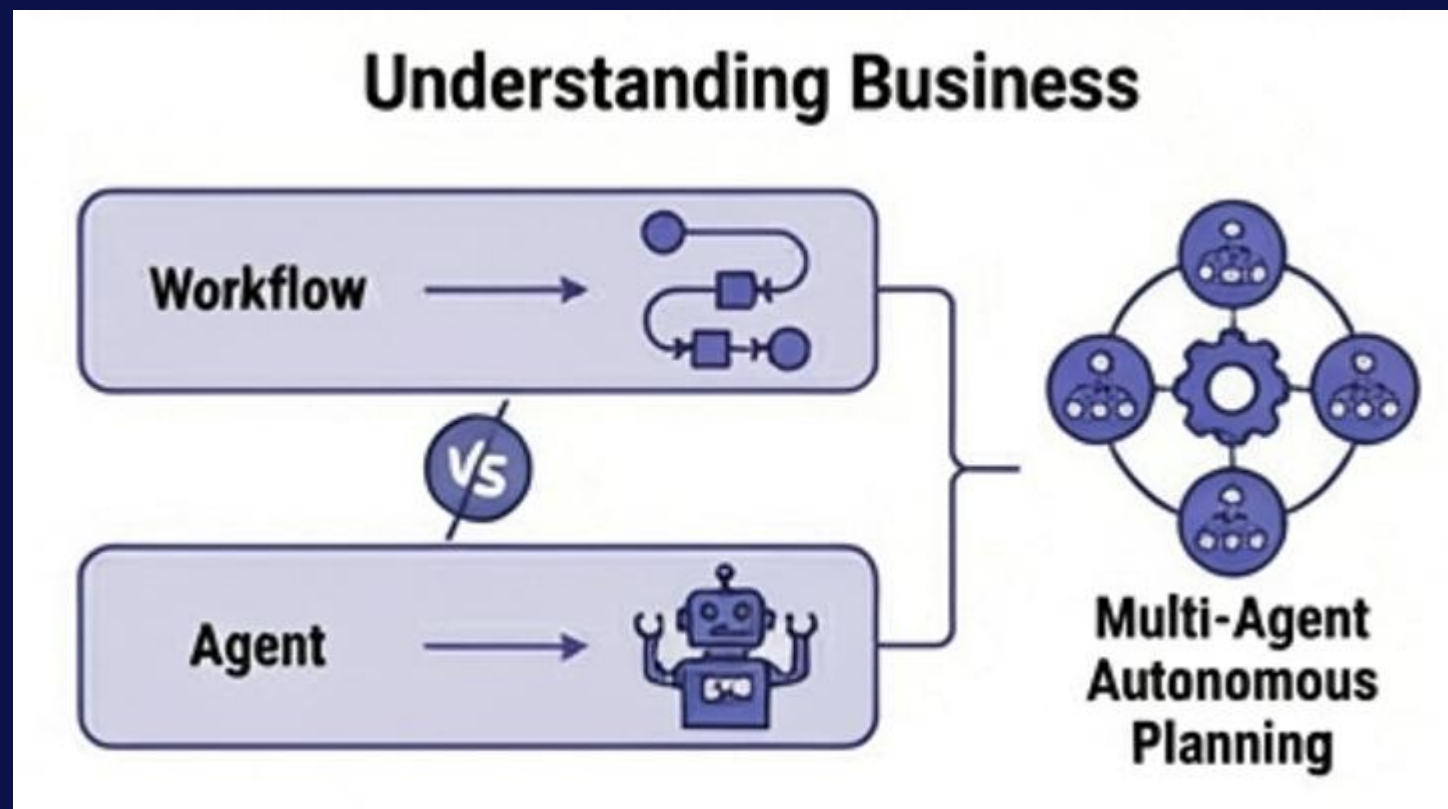 Understanding Business
Workflow
VS
Agent
Multi-Agent
Autonomous
Planning